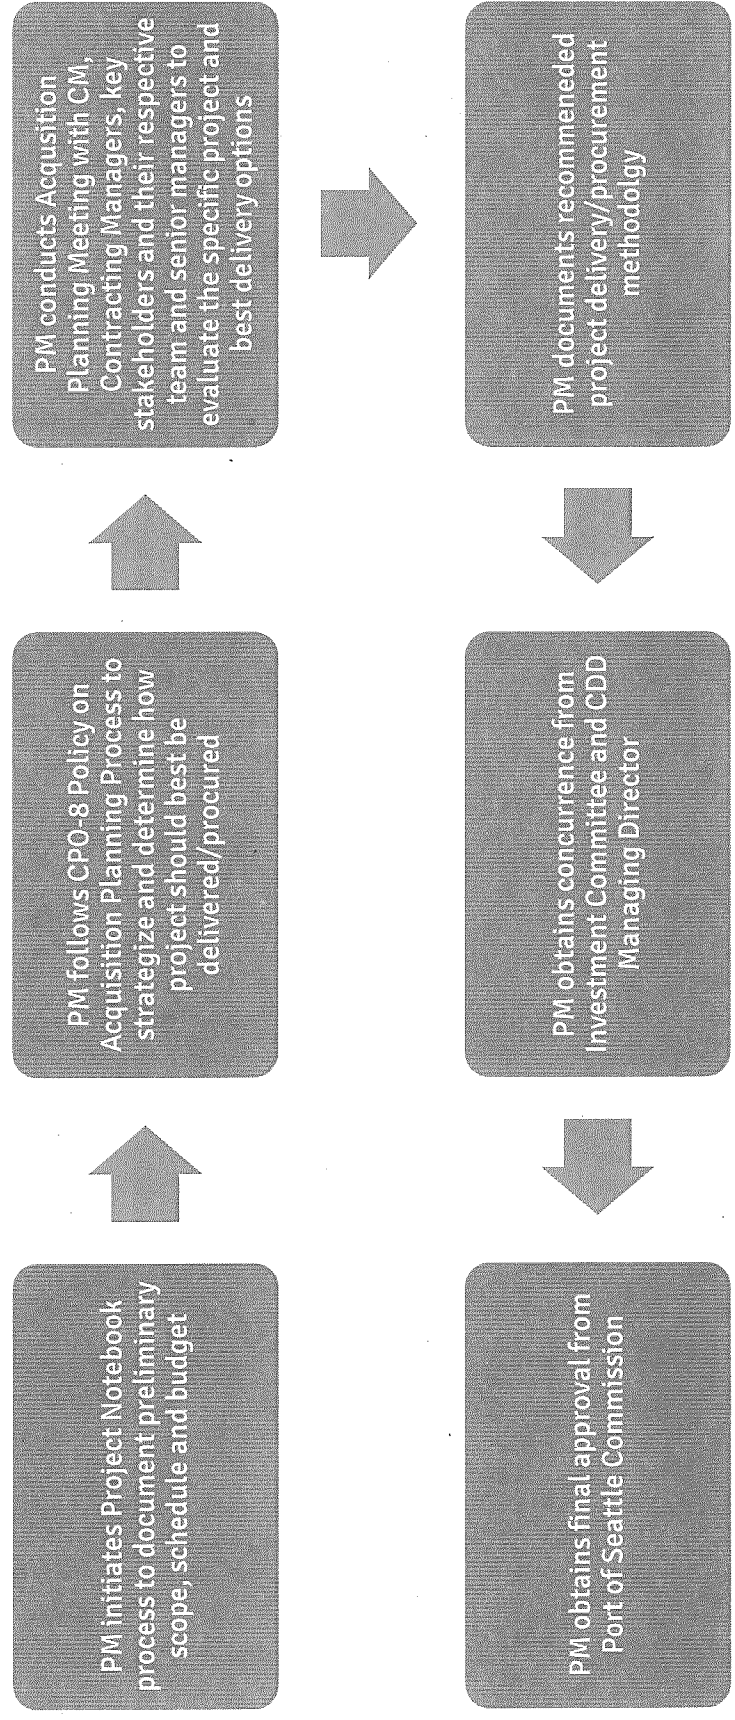 PM initiates Project Notebook
process to document preliminary
scope, schedule and budget
PM follows CPO-8 Policy on
Acquisition Planning Process to
strategize and determine how
project should best be
delivered/procured
PM conducts Acqusition
Planning Meeting with CM,
Contracting Managers, key
stakeholders and their respective
team and senior managers to
evaluate the specific project and
best delivery options
PM documents recommeneded
project delivery/procurement
methodolgy
PM obtains concurrence from
Investment Committee and CDD
Managing Director
PM obtains final approval from
Port of Seattle Commission